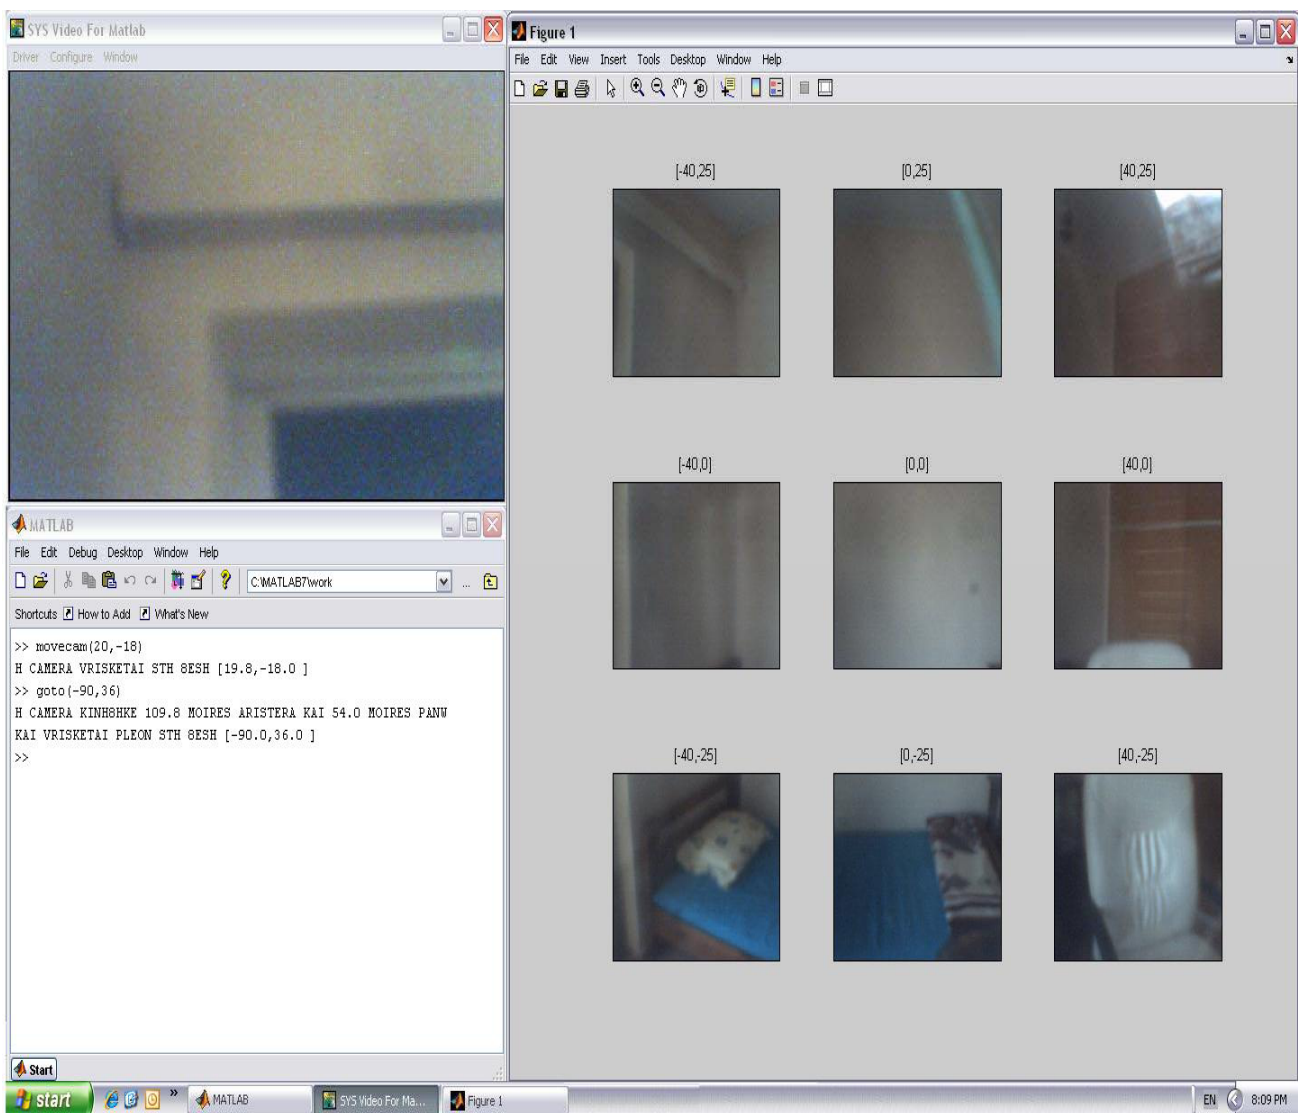 SYS Video For Matlab
Driver Configure Window
MATLAB
File Edit Debug Desktop Window Help
C:\MATLAB7\work
...
Shortcuts How to Add What's New
>> movecam(20,-18)
H CAMERA VRISKETAI STH 8ESH [19.8,-18.0 ]
>> goto(-90,36)
H CAMERA KINH8HKE 109.8 MOIRES ARISTERA KAI 54.0 MOIRES PANW
KAI VRISKETAI PLEON STH 8ESH [-90.0,36.0 ]
>>
Start
Figure 1
File Edit View Insert Tools Desktop Window Help
[-40,25] [0,25] [40,25]
[-40,0] [0,0] [40,0]
[-40,-25] [0,-25] [40,-25]
start » MATLAB SYS Video For Ma... Figure 1 EN 8:09 PM